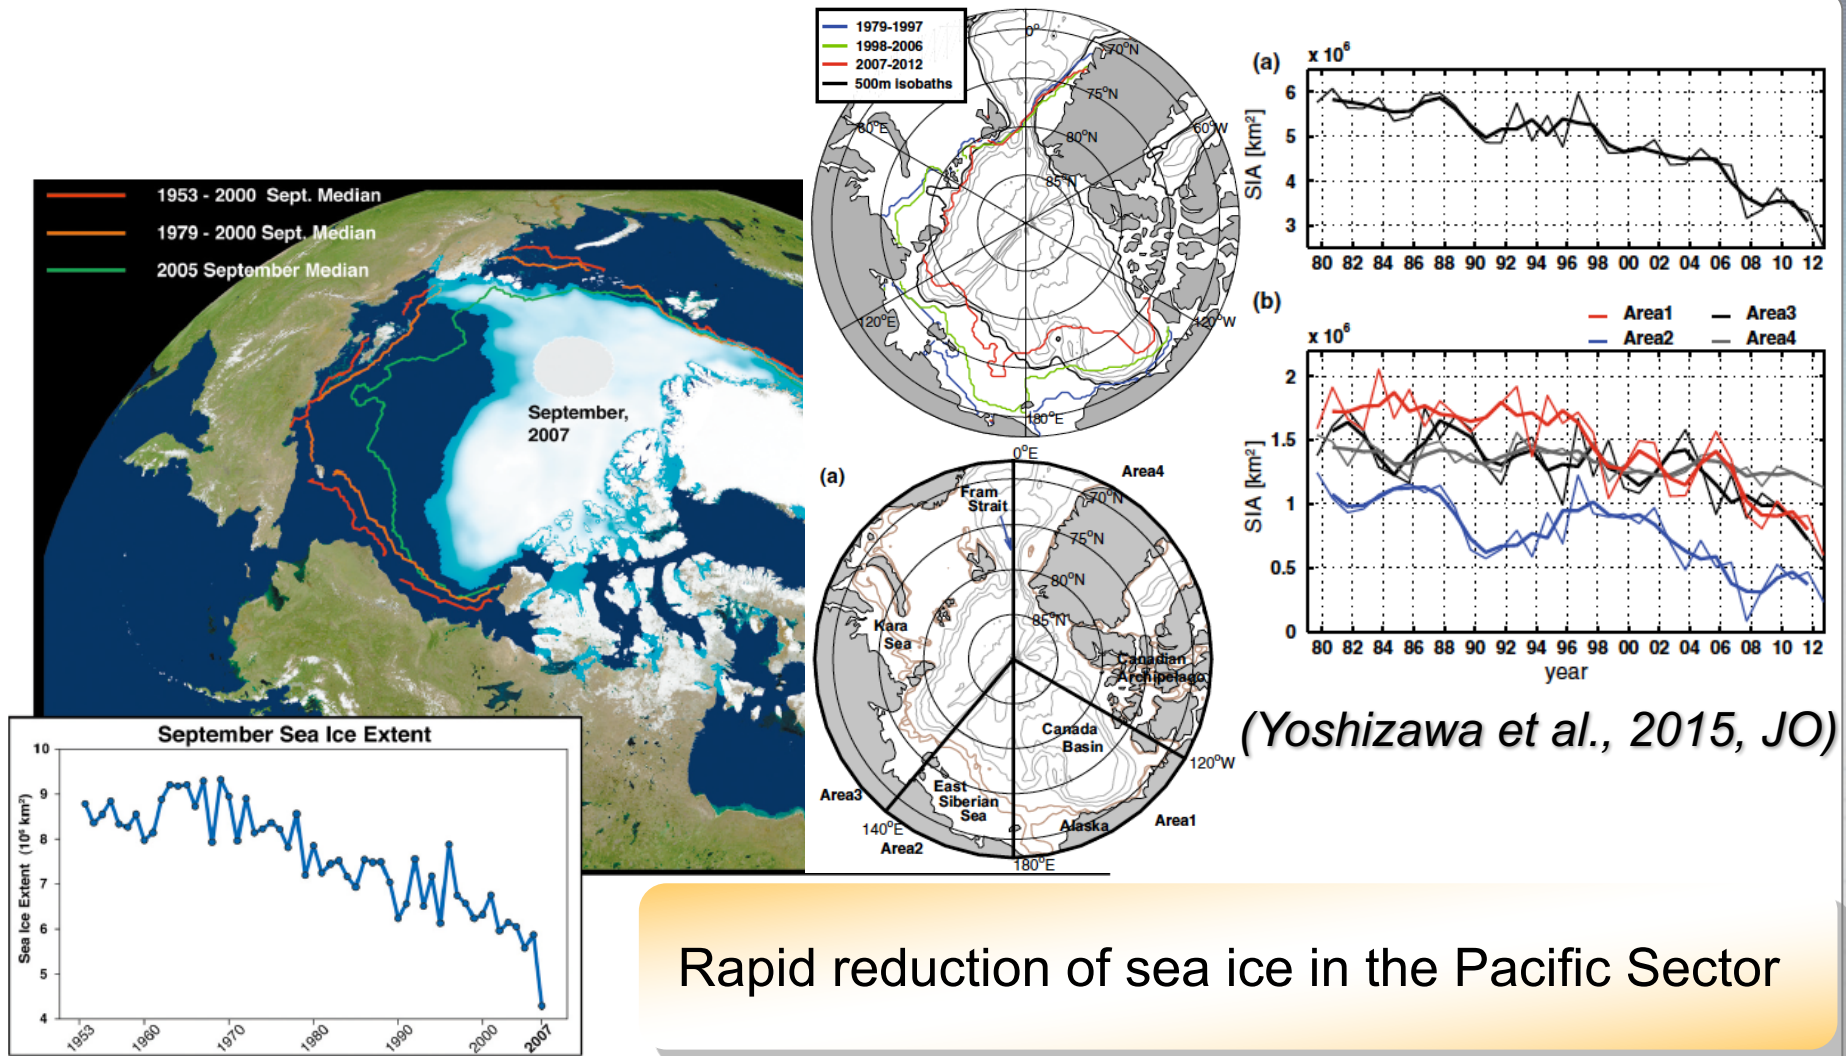 1953 - 2000 Sept. Median
1979 - 2000 Sept. Median
2005 September Median
September,
2007
September Sea Ice Extent
Sea Ice Extent (10⁶ km²)
10
9
8
7
6
5
4
1953
1960
1970
1980
1990
2000
2007
1979-1997
1998-2006
2007-2012
500m isobaths
0°
70°N
75°N
80°N
85°N
60°E
60°W
120°E
120°W
180°E
(a)
0°E
Area4
Fram
Strait
70°N
75°N
80°N
85°N
Kara
Sea
Canadian
Archipelago
Canada
Basin
120°W
East
Siberian
Sea
Area3
140°E
Area2
Alaska
Area1
180°E
(a)
x 10⁶
SIA [km²]
6
5
4
3
80 82 84 86 88 90 92 94 96 98 00 02 04 06 08 10 12
(b)
Area1 Area3
Area2 Area4
x 10⁶
SIA [km²]
2
1.5
1
0.5
0
80 82 84 86 88 90 92 94 96 98 00 02 04 06 08 10 12
year
(Yoshizawa et al., 2015, JO)
Rapid reduction of sea ice in the Pacific Sector